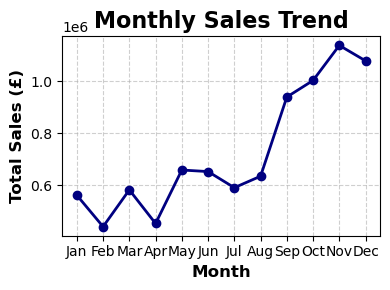 Monthly Sales Trend
1e6
Total Sales (£)
1.0
0.8
0.6
Jan Feb Mar Apr May Jun Jul Aug Sep Oct Nov Dec
Month